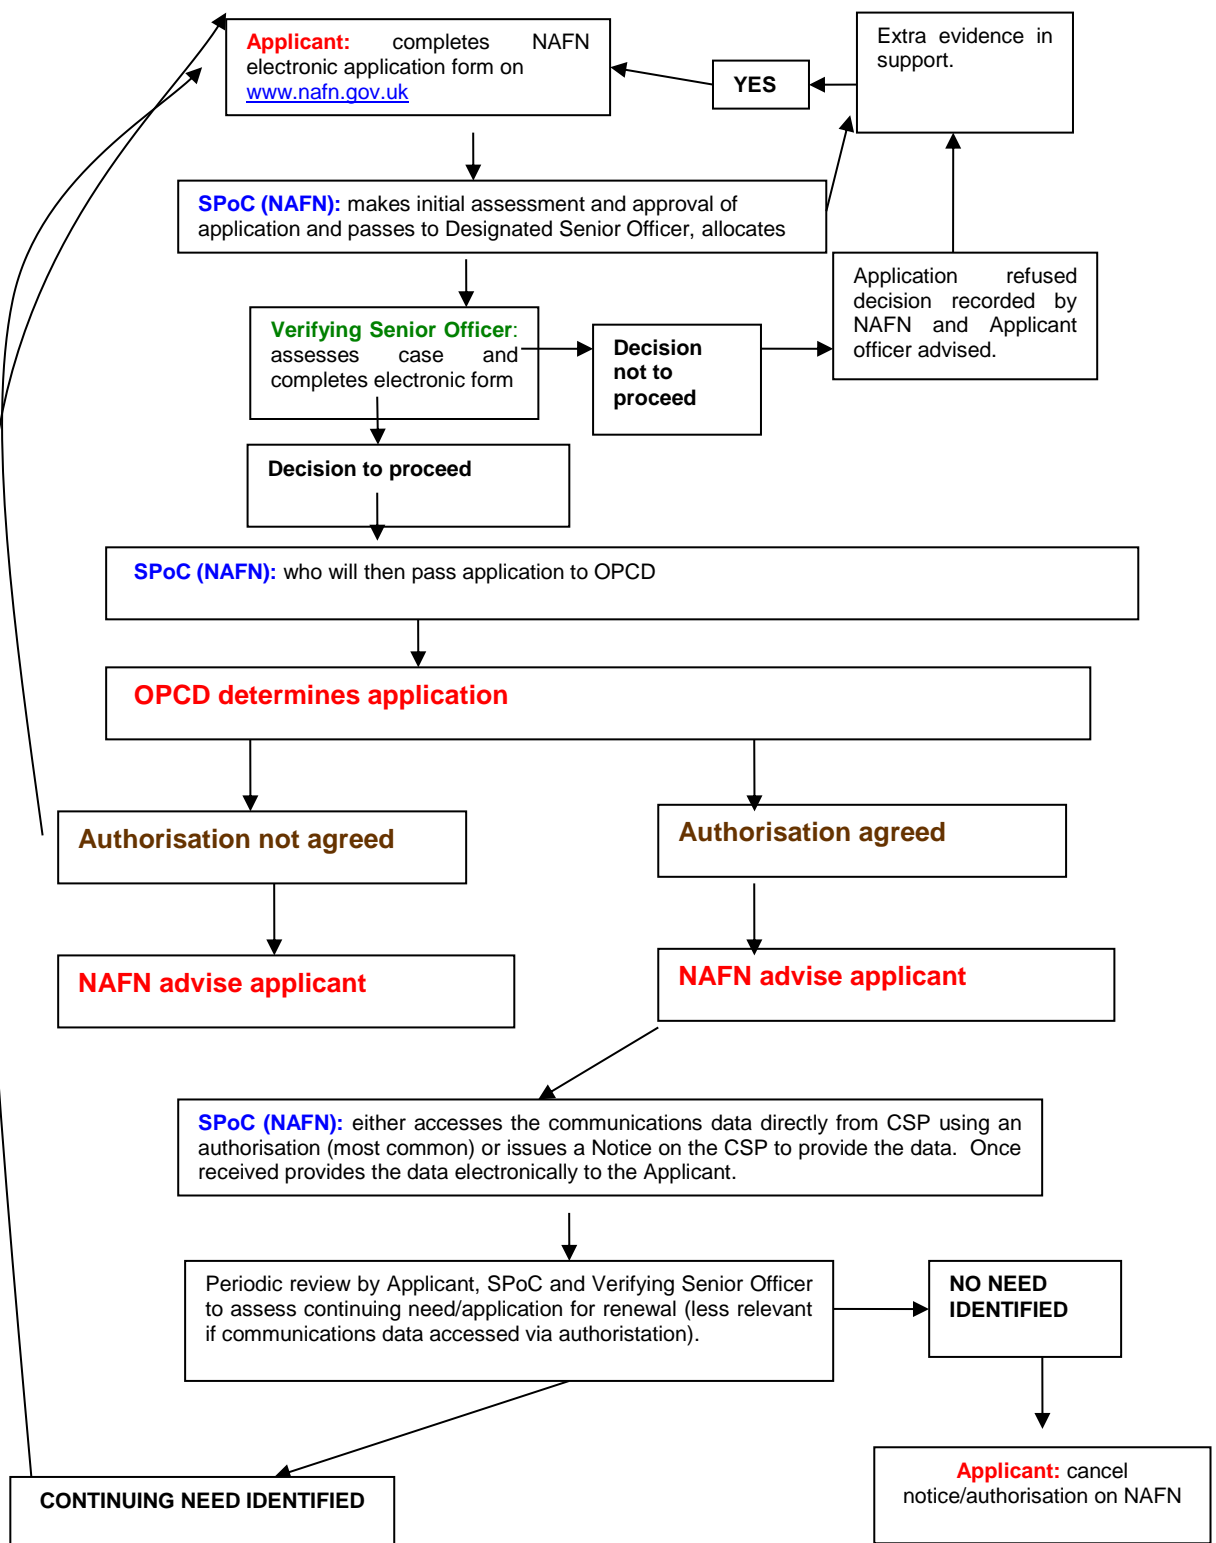 Applicant: completes NAFN
electronic application form on
www.nafn.gov.uk
YES
Extra evidence in
support.
SPoC (NAFN): makes initial assessment and approval of
application and passes to Designated Senior Officer, allocates
Application refused
decision recorded by
NAFN and Applicant
officer advised.
Verifying Senior Officer:
assesses case and
completes electronic form
Decision
not to
proceed
Decision to proceed
SPoC (NAFN): who will then pass application to OPCD
OPCD determines application
Authorisation not agreed
Authorisation agreed
NAFN advise applicant
NAFN advise applicant
SPoC (NAFN): either accesses the communications data directly from CSP using an
authorisation (most common) or issues a Notice on the CSP to provide the data. Once
received provides the data electronically to the Applicant.
Periodic review by Applicant, SPoC and Verifying Senior Officer
to assess continuing need/application for renewal (less relevant
if communications data accessed via authoristation).
NO NEED
IDENTIFIED
CONTINUING NEED IDENTIFIED
Applicant: cancel
notice/authorisation on NAFN